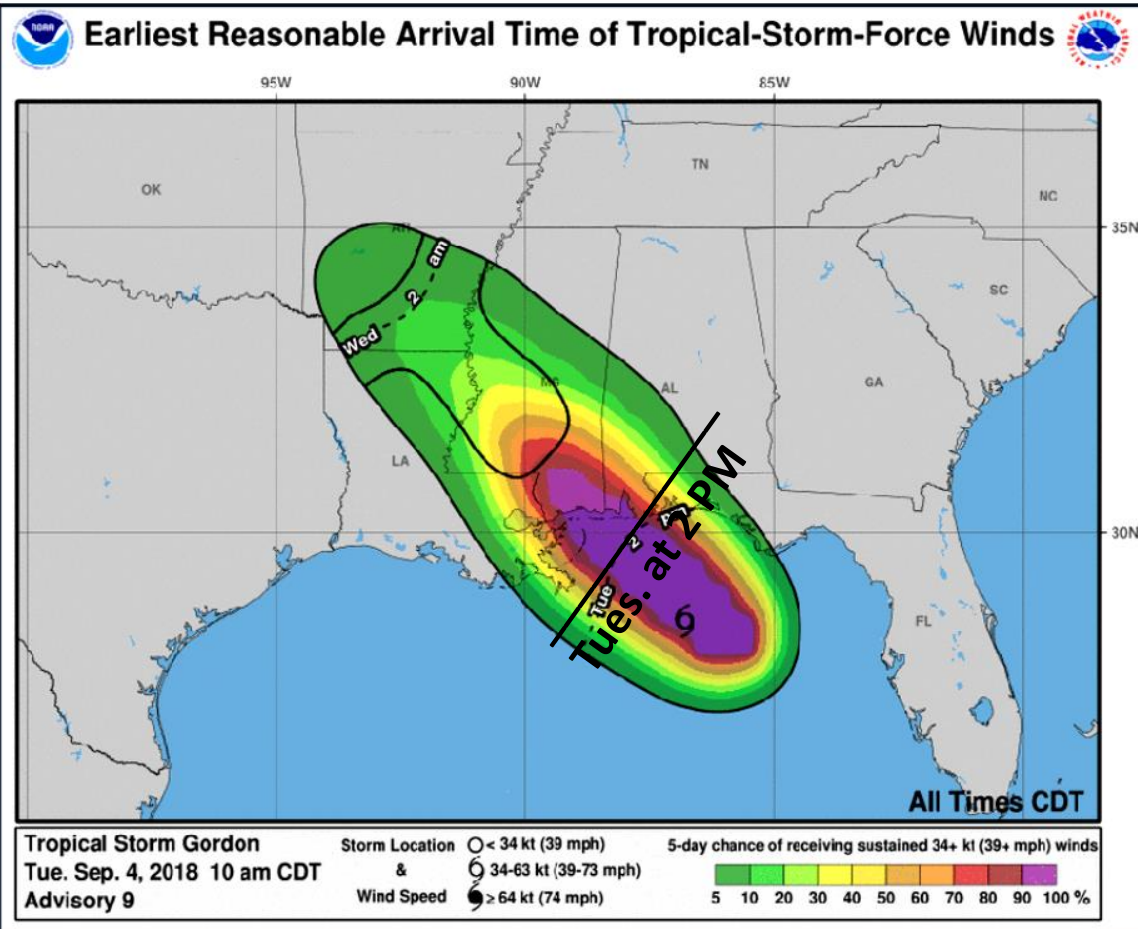 NOAA
Earliest Reasonable Arrival Time of Tropical-Storm-Force Winds
95W 90W 85W
TN
OK
NC
AR
35N
am
2
SC
Wed
MS
AL
GA
LA
2 PM
Tues. at
30N
2
Tue
FL
All Times CDT
Tropical Storm Gordon
Tue. Sep. 4, 2018 10 am CDT
Advisory 9
Storm Location
&
Wind Speed
< 34 kt (39 mph)
34-63 kt (39-73 mph)
≥ 64 kt (74 mph)
5-day chance of receiving sustained 34+ kt (39+ mph) winds
5 10 20 30 40 50 60 70 80 90 100 %